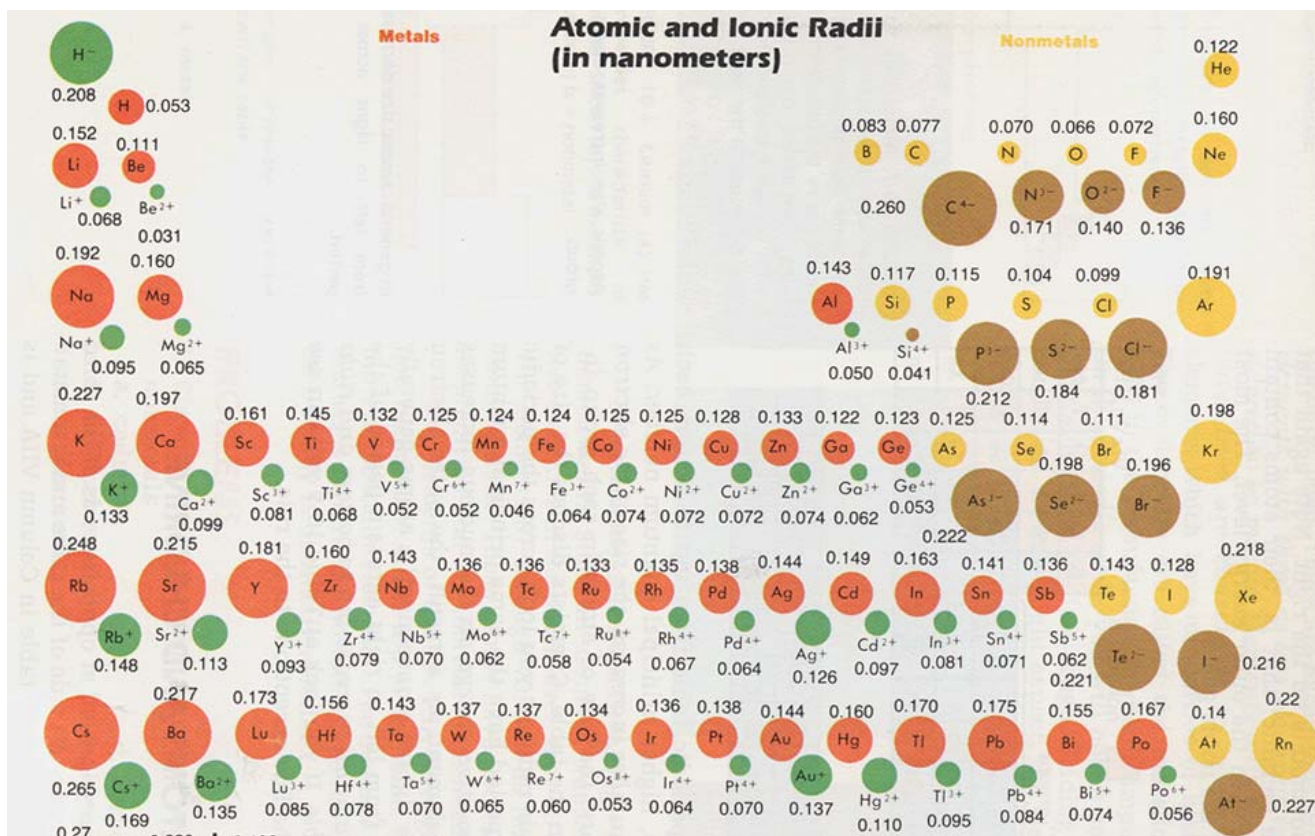 Atomic and Ionic Radii
(in nanometers)
Metals
Nonmetals
H⁻
0.208
H 0.053
0.122
He
0.152 0.111 0.083 0.077 0.070 0.066 0.072 0.160
Li Be B C N O F Ne
Li⁺ Be²⁺ C⁴⁻ N³⁻ O²⁻ F⁻
0.068 0.031 0.260 0.171 0.140 0.136
0.192 0.160 0.143 0.117 0.115 0.104 0.099 0.191
Na Mg Al Si P S Cl Ar
Na⁺ Mg²⁺ Al³⁺ Si⁴⁺ P³⁻ S²⁻ Cl⁻
0.095 0.065 0.050 0.041 0.212 0.184 0.181
0.227 0.197 0.161 0.145 0.132 0.125 0.124 0.124 0.125 0.125 0.128 0.133 0.122 0.123 0.125 0.114 0.111 0.198
K Ca Sc Ti V Cr Mn Fe Co Ni Cu Zn Ga Ge As Se Br Kr
K⁺ Ca²⁺ Sc³⁺ Ti⁴⁺ V⁵⁺ Cr⁶⁺ Mn⁷⁺ Fe³⁺ Co²⁺ Ni²⁺ Cu²⁺ Zn²⁺ Ga³⁺ Ge⁴⁺ As³⁻ Se²⁻ Br⁻
0.133 0.099 0.081 0.068 0.052 0.052 0.046 0.064 0.074 0.072 0.072 0.074 0.062 0.053 0.222 0.198 0.196
0.248 0.215 0.181 0.160 0.143 0.136 0.136 0.133 0.135 0.138 0.144 0.149 0.163 0.141 0.136 0.143 0.128 0.218
Rb Sr Y Zr Nb Mo Tc Ru Rh Pd Ag Cd In Sn Sb Te I Xe
Rb⁺ Sr²⁺ Y³⁺ Zr⁴⁺ Nb⁵⁺ Mo⁶⁺ Tc⁷⁺ Ru⁸⁺ Rh⁴⁺ Pd⁴⁺ Ag⁺ Cd²⁺ In³⁺ Sn⁴⁺ Sb⁵⁺ Te²⁻ I⁻
0.148 0.113 0.093 0.079 0.070 0.062 0.058 0.054 0.067 0.064 0.126 0.097 0.081 0.071 0.062 0.221 0.216
0.217 0.173 0.156 0.143 0.137 0.137 0.134 0.136 0.138 0.144 0.160 0.170 0.175 0.155 0.167 0.14 0.22
Cs Ba Lu Hf Ta W Re Os Ir Pt Au Hg Tl Pb Bi Po At Rn
0.265 Cs⁺ Ba²⁺ Lu³⁺ Hf⁴⁺ Ta⁵⁺ W⁶⁺ Re⁷⁺ Os⁸⁺ Ir⁴⁺ Pt⁴⁺ Au⁺ Hg²⁺ Tl³⁺ Pb⁴⁺ Bi⁵⁺ Po⁶⁺ At⁻
0.169 0.135 0.085 0.078 0.070 0.065 0.060 0.053 0.064 0.070 0.137 0.110 0.095 0.084 0.074 0.056 0.227
0.27